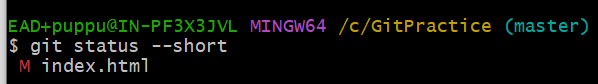 EAD+puppu@IN-PF3X3JVL MINGW64 /c/GitPractice (master)
$ git status --short
 M index.html